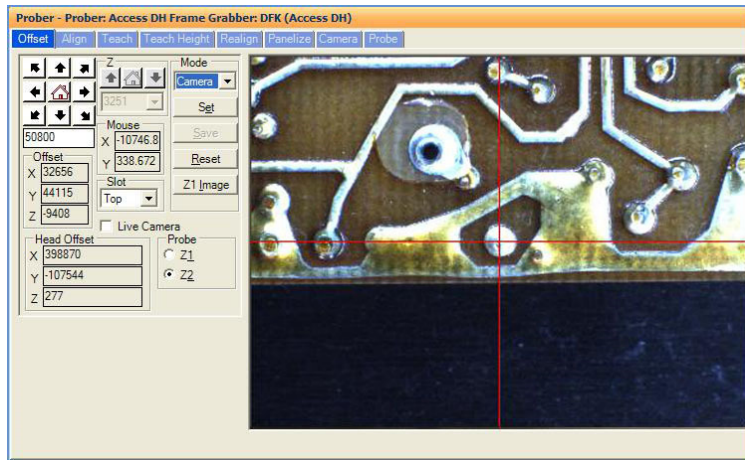 Prober - Prober: Access DH Frame Grabber: DFK (Access DH)
Offset Align Teach Teach Height Realign Panelize Camera Probe
Z
3251
Mode
Camera
Set
Save
Reset
Z1 Image
50800
Mouse
X -10746.8
Y 338.672
Offset
X 32656
Y 44115
Z -9408
Slot
Top
Live Camera
Head Offset
X 398870
Y -107544
Z 277
Probe
Z1
Z2